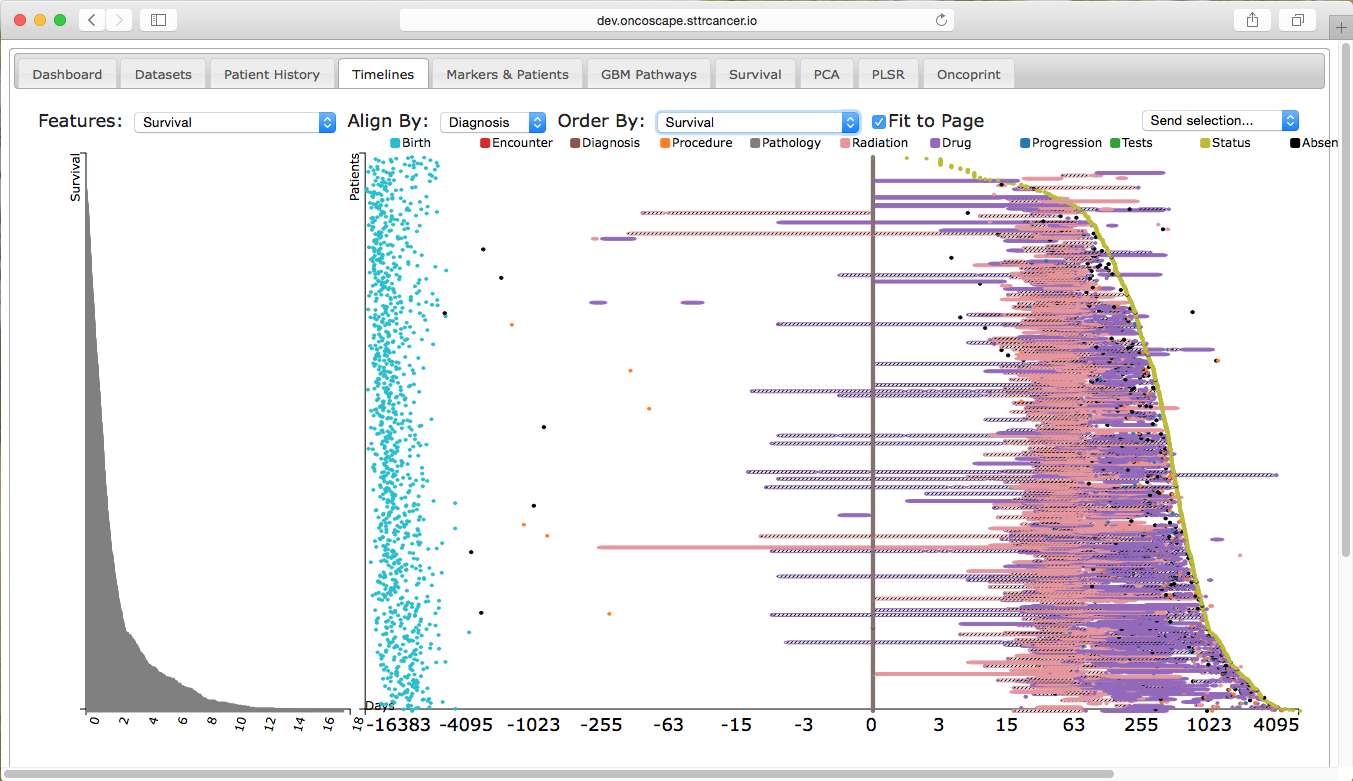 dev.oncoscape.sttrcancer.io
Dashboard Datasets Patient History Timelines Markers & Patients GBM Pathways Survival PCA PLSR Oncoprint
Features: Survival Align By: Diagnosis Order By: Survival Fit to Page Send selection...
Birth Encounter Diagnosis Procedure Pathology Radiation Drug Progression Tests Status Absen
Survival
Patients
Days
0 2 4 6 8 10 12 14 16 18
-16383 -4095 -1023 -255 -63 -15 -3 0 3 15 63 255 1023 4095